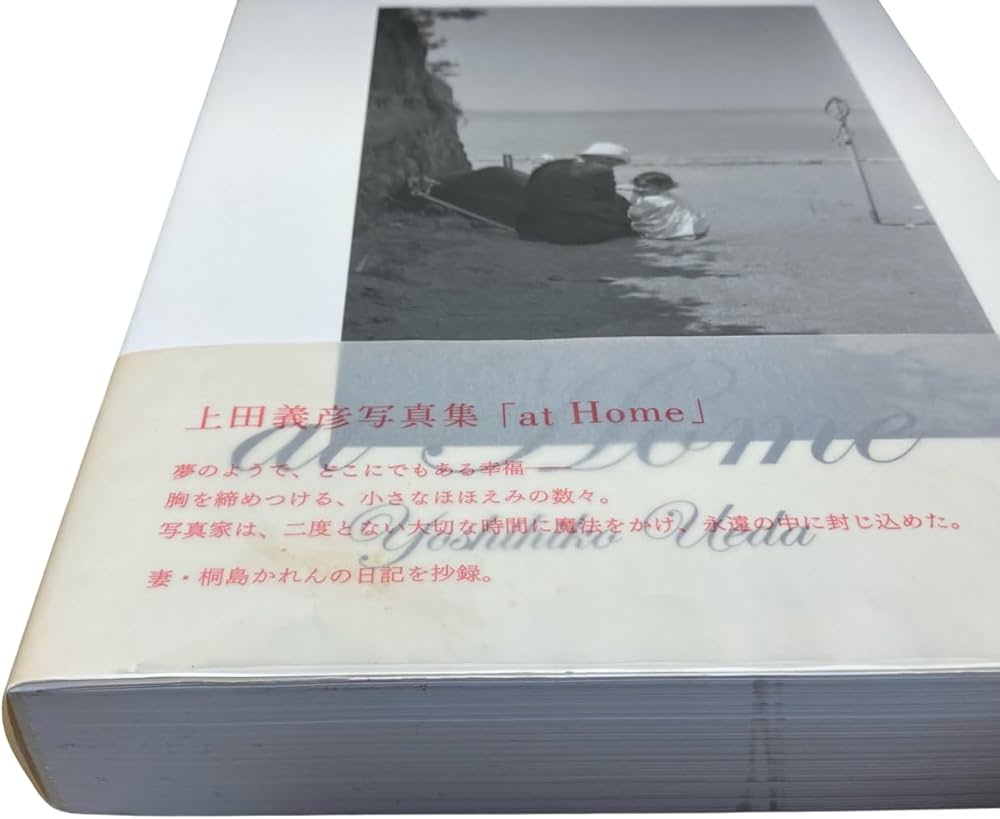 上田義彦写真集「at Home」
at Home
夢のようで、どこにでもある幸福──
胸を締めつける、小さなほほえみの数々。
写真家は、二度とない大切な時間に魔法をかけ、永遠の中に封じ込めた。
Yoshihiko Ueda
妻・桐島かれんの日記を抄録。